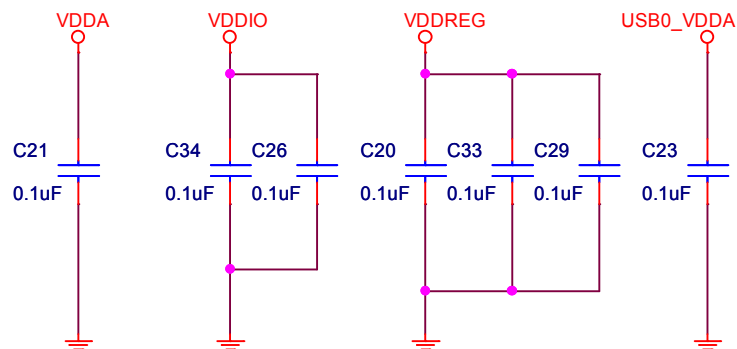 VDDA VDDIO VDDREG USB0_VDDA
C21 C34 C26 C20 C33 C29 C23
0.1uF 0.1uF 0.1uF 0.1uF 0.1uF 0.1uF 0.1uF